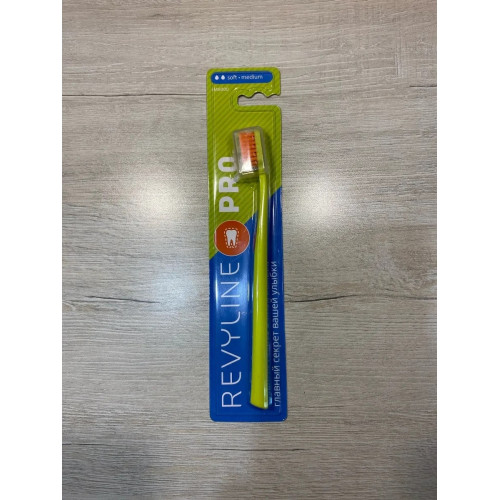 soft • medium
REVYLINE
PRO
главный секрет вашей улыбки